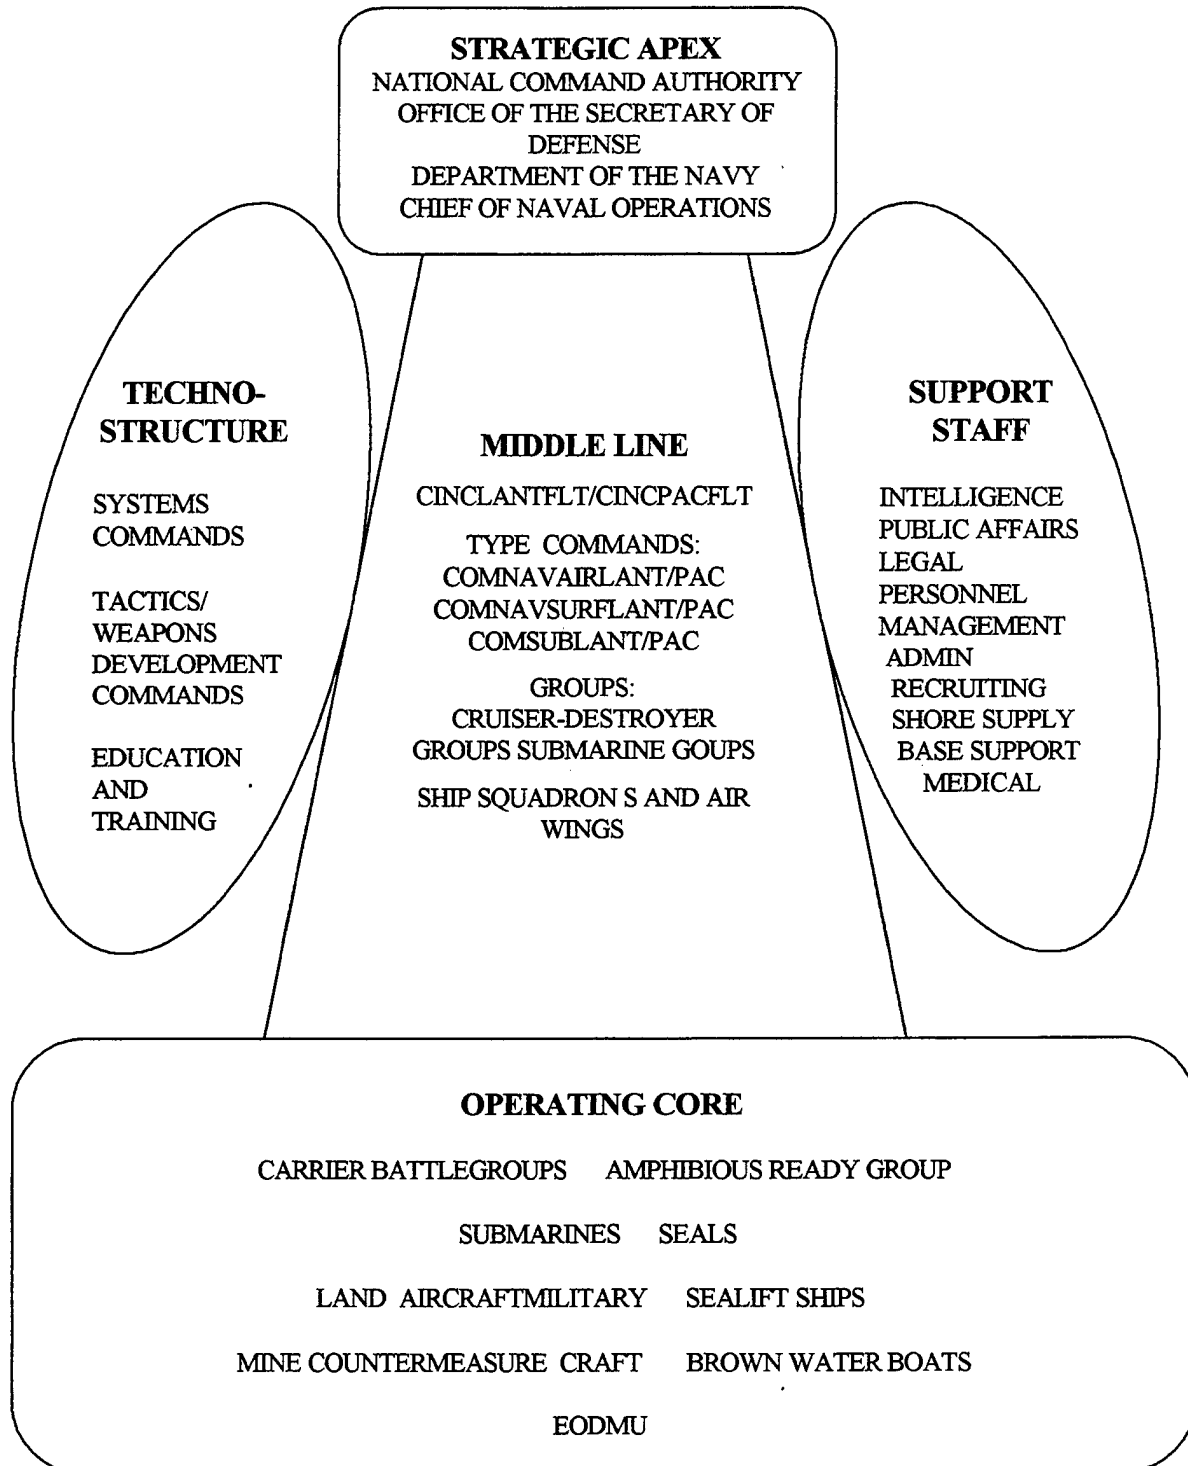 STRATEGIC APEX
NATIONAL COMMAND AUTHORITY
OFFICE OF THE SECRETARY OF
DEFENSE
DEPARTMENT OF THE NAVY
CHIEF OF NAVAL OPERATIONS
TECHNO-
STRUCTURE
SYSTEMS
COMMANDS
TACTICS/
WEAPONS
DEVELOPMENT
COMMANDS
EDUCATION
AND
TRAINING
MIDDLE LINE
CINCLANTFLT/CINCPACFLT
TYPE COMMANDS:
COMNAVAIRLANT/PAC
COMNAVSURFLANT/PAC
COMSUBLANT/PAC
GROUPS:
CRUISER-DESTROYER
GROUPS SUBMARINE GOUPS
SHIP SQUADRON S AND AIR
WINGS
SUPPORT
STAFF
INTELLIGENCE
PUBLIC AFFAIRS
LEGAL
PERSONNEL
MANAGEMENT
ADMIN
RECRUITING
SHORE SUPPLY
BASE SUPPORT
MEDICAL
OPERATING CORE
CARRIER BATTLEGROUPS AMPHIBIOUS READY GROUP
SUBMARINES SEALS
LAND AIRCRAFTMILITARY SEALIFT SHIPS
MINE COUNTERMEASURE CRAFT BROWN WATER BOATS
EODMU